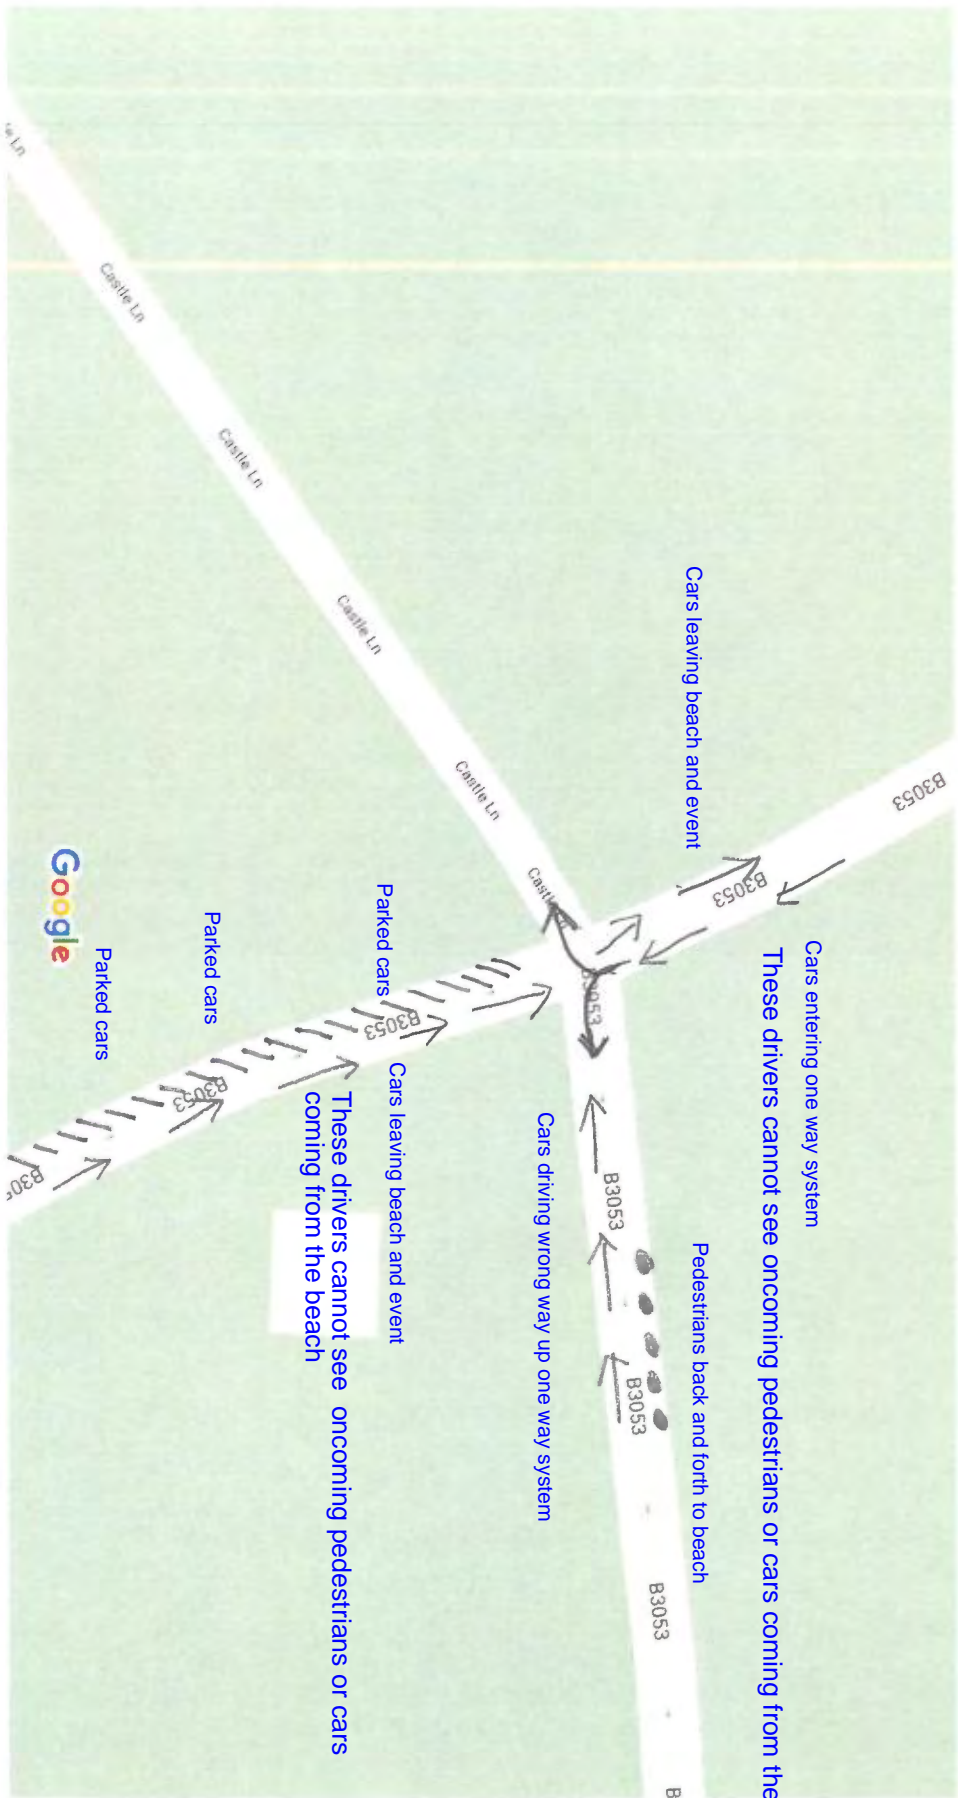 Cars entering one way system
These drivers cannot see oncoming pedestrians or cars coming from the
Cars leaving beach and event
Pedestrians back and forth to beach
Cars driving wrong way up one way system
Parked cars
Cars leaving beach and event
These drivers cannot see oncoming pedestrians or cars
coming from the beach
Parked cars
Parked cars
B3053
B3053
B3053
B3053
B3053
B3053
B3053
B3053
Castle Ln
Castle Ln
Castle Ln
Castle Ln
Google